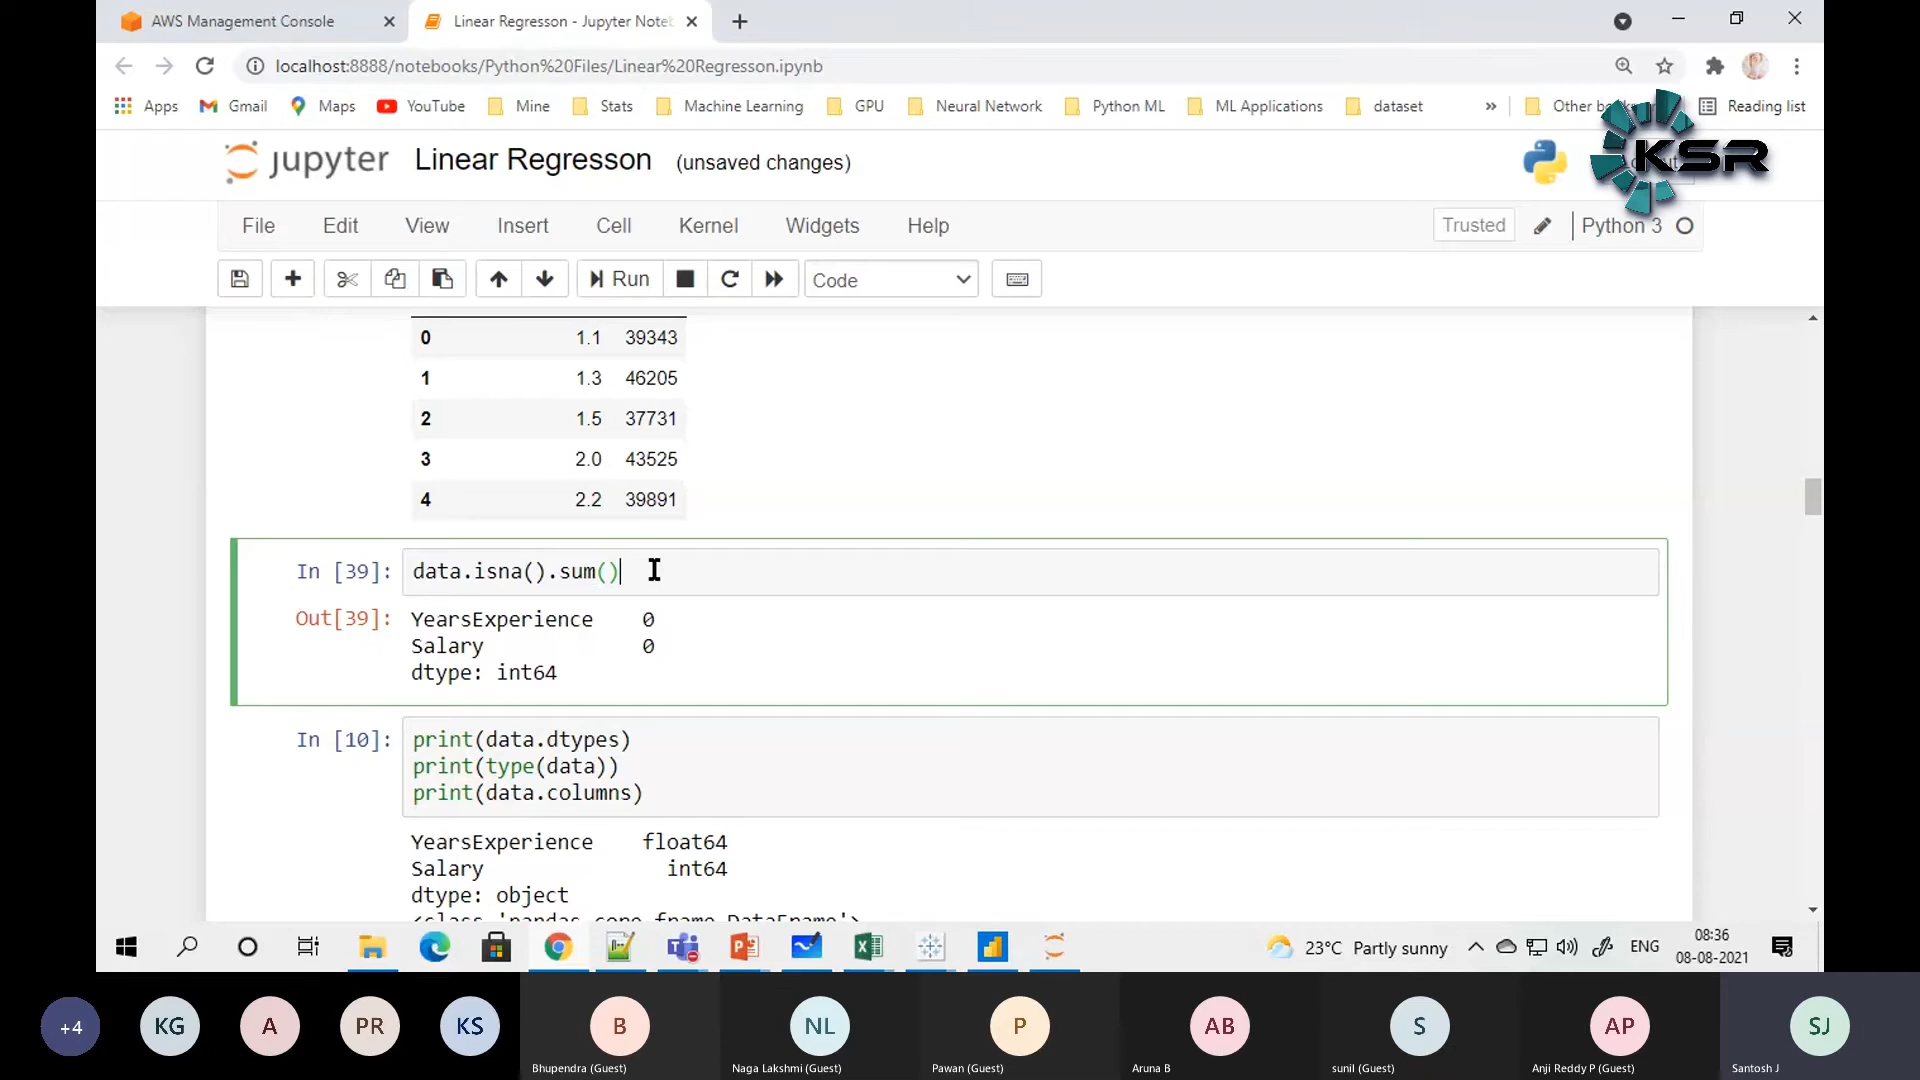 AWS Management Console
Linear Regresson - Jupyter Note
localhost:8888/notebooks/Python%20Files/Linear%20Regresson.ipynb
Apps Gmail Maps YouTube Mine Stats Machine Learning GPU Neural Network Python ML ML Applications dataset » Other Reading list
jupyter Linear Regresson (unsaved changes)
KSR
File Edit View Insert Cell Kernel Widgets Help Trusted Python 3
Run Code
0 1.1 39343
1 1.3 46205
2 1.5 37731
3 2.0 43525
4 2.2 39891
In [39]: data.isna().sum()
Out[39]: YearsExperience 0
Salary 0
dtype: int64
In [10]: print(data.dtypes)
print(type(data))
print(data.columns)
YearsExperience float64
Salary int64
dtype: object
<class 'pandas.core.frame.DataFrame'>
23°C Partly sunny ENG 08:36
08-08-2021
+4 KG A PR KS B NL P AB S AP SJ
Bhupendra (Guest) Naga Lakshmi (Guest) Pawan (Guest) Aruna B sunil (Guest) Anji Reddy P (Guest) Santosh J